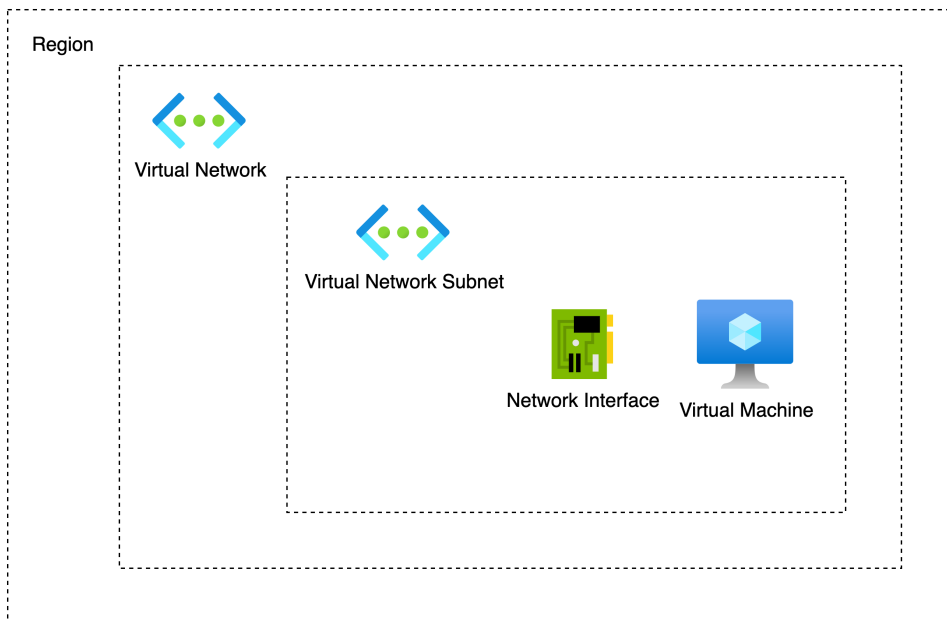 Region
Virtual Network
Virtual Network Subnet
Network Interface
Virtual Machine